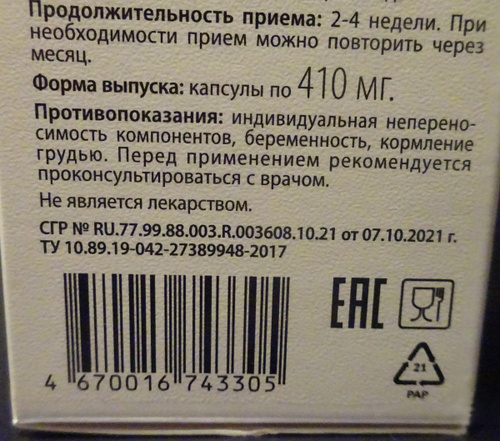 Продолжительность приема: 2-4 недели. При
необходимости прием можно повторить через
месяц.
Форма выпуска: капсулы по 410 мг.
Противопоказания: индивидуальная неперено-
симость компонентов, беременность, кормление
грудью. Перед применением рекомендуется
проконсультироваться с врачом.
Не является лекарством.
СГР № RU.77.99.88.003.R.003608.10.21 от 07.10.2021 г.
ТУ 10.89.19-042-27389948-2017
EAC
4 670016 743305
21
PAP